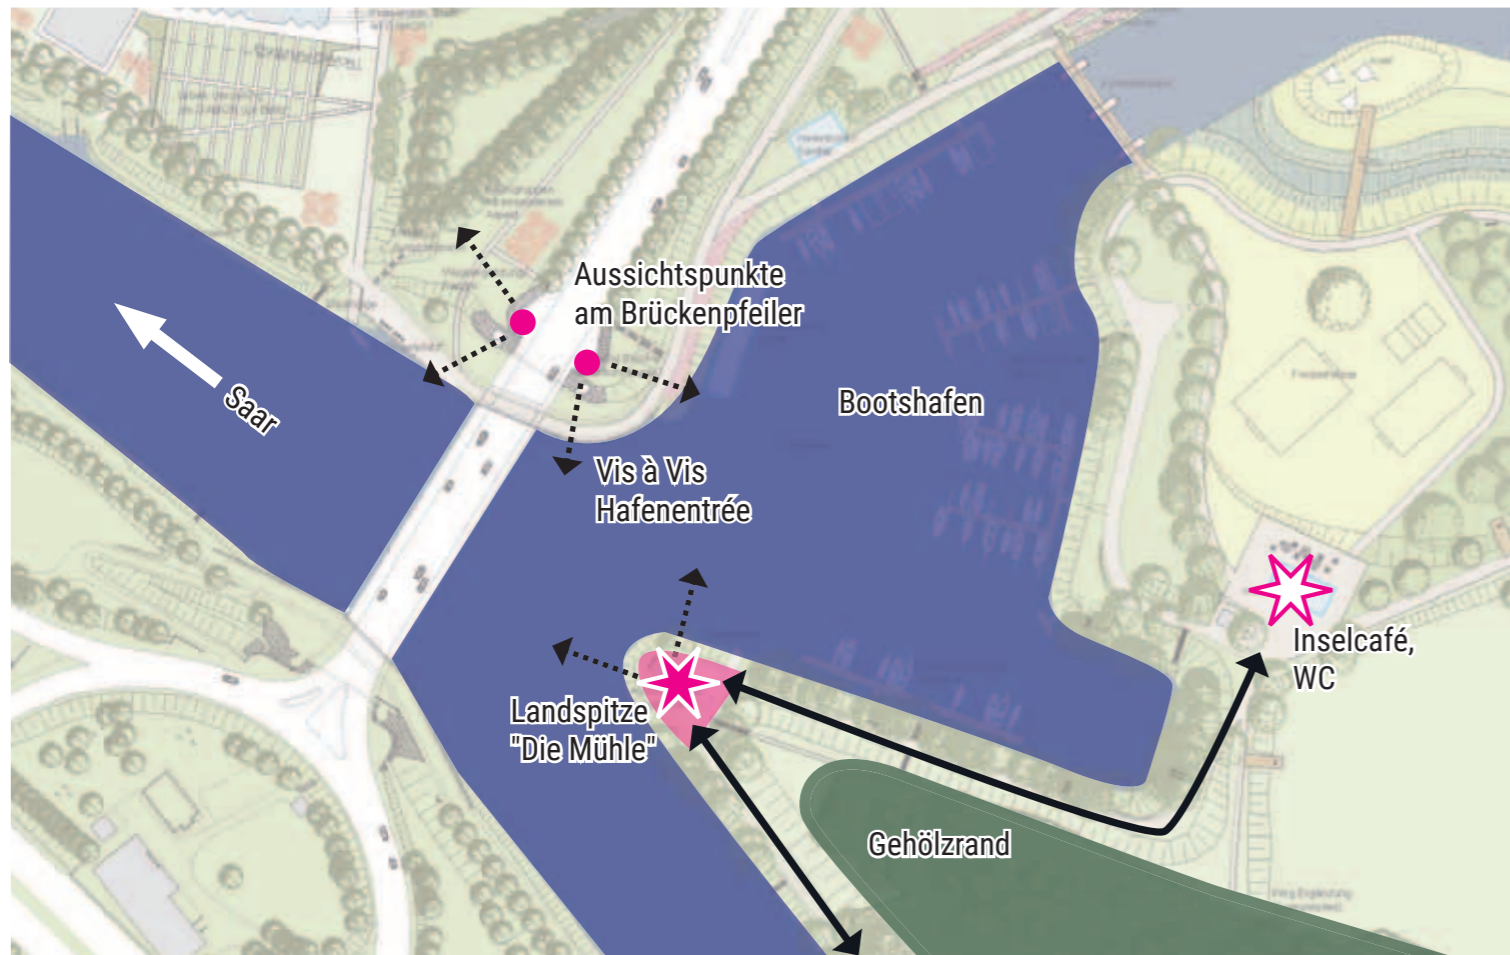 Aussichtspunkte
am Brückenpfeiler
Saar
Bootshafen
Vis à Vis
Hafenentrée
Inselcafé,
WC
Landspitze
"Die Mühle"
Gehölzrand